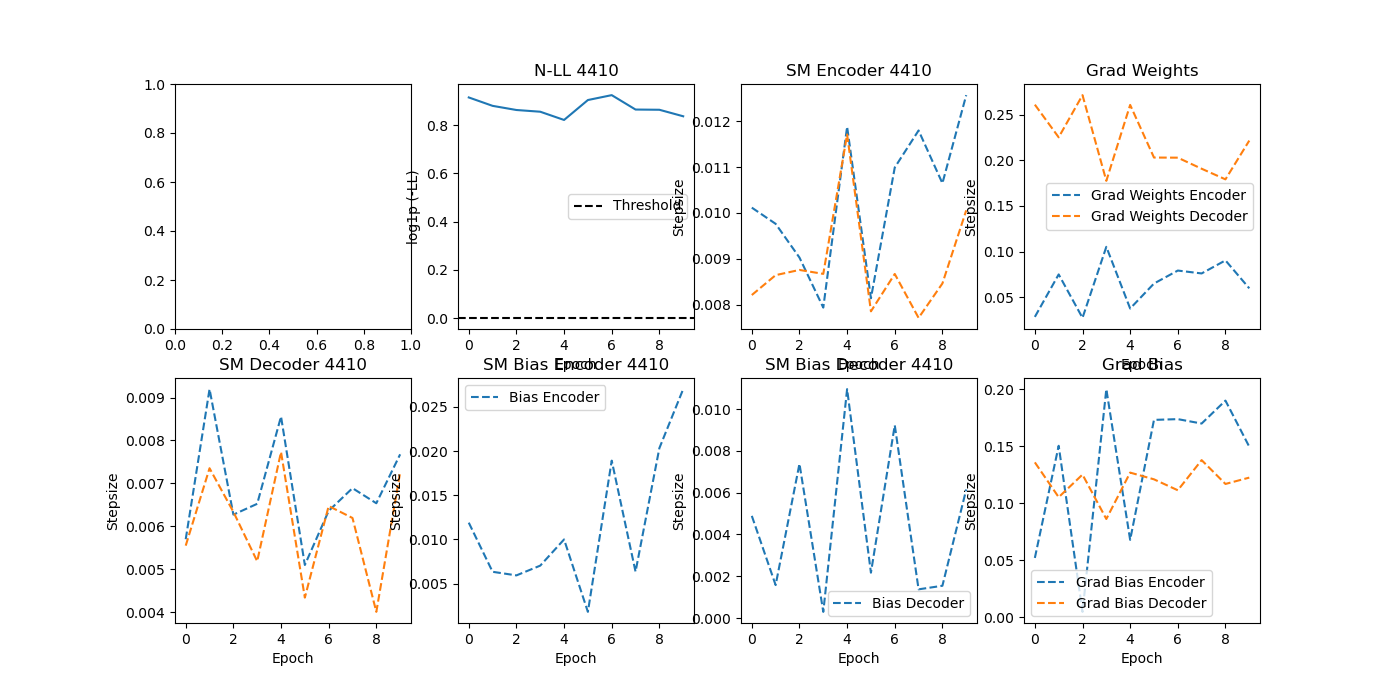 N-LL 4410
SM Encoder 4410
Grad Weights
1.0
0.8
0.6
0.4
0.2
0.0
0.0 0.2 0.4 0.6 0.8 1.0
log1p (-LL)
0.8
0.6
0.4
0.2
0.0
Threshold
0 2 4 6 8
Epoch
Stepsize
0.012
0.011
0.010
0.009
0.008
0 2 4 6 8
Epoch
Stepsize
0.25
0.20
0.15
0.10
0.05
Grad Weights Encoder
Grad Weights Decoder
0 2 4 6 8
Epoch
SM Decoder 4410
SM Bias Encoder 4410
SM Bias Decoder 4410
Grad Bias
Stepsize
0.009
0.008
0.007
0.006
0.005
0.004
0 2 4 6 8
Epoch
Stepsize
0.025
0.020
0.015
0.010
0.005
Bias Encoder
0 2 4 6 8
Epoch
Stepsize
0.010
0.008
0.006
0.004
0.002
0.000
Bias Decoder
0 2 4 6 8
Epoch
Stepsize
0.20
0.15
0.10
0.05
0.00
Grad Bias Encoder
Grad Bias Decoder
0 2 4 6 8
Epoch